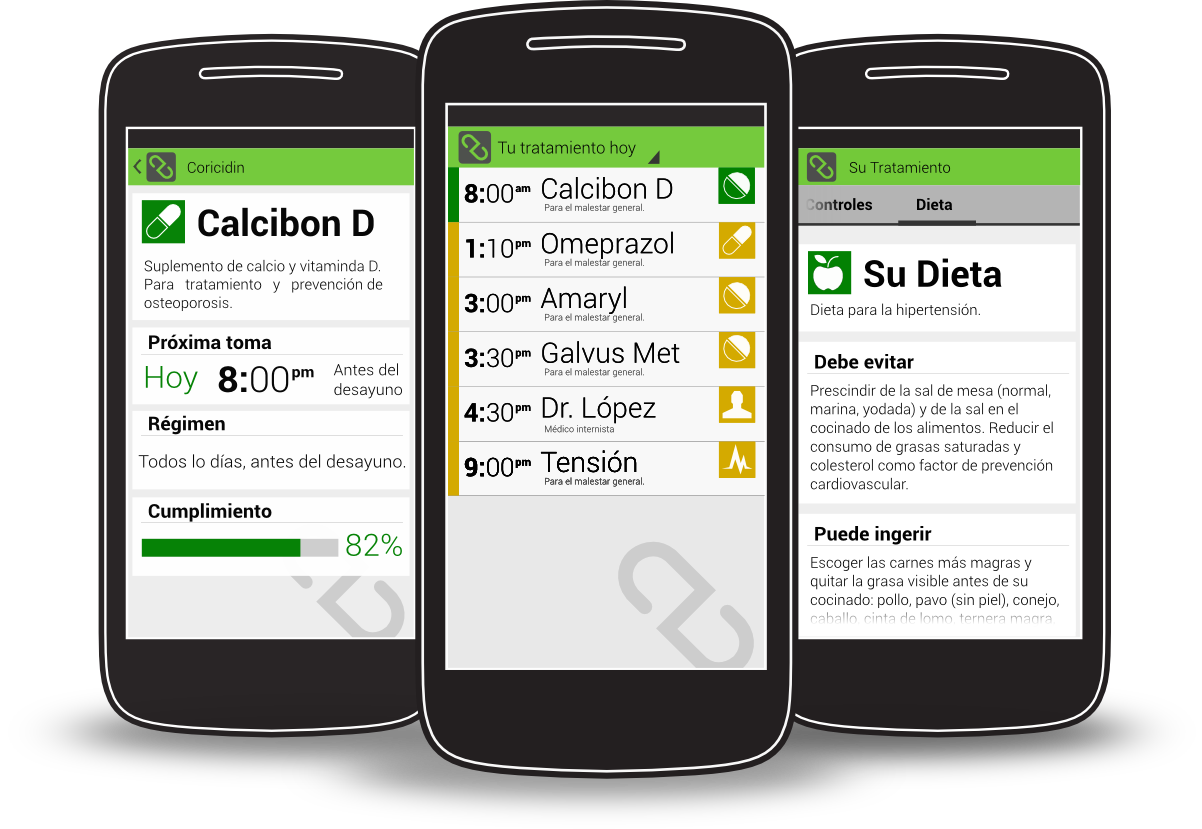 Coricidin
Calcibon D
Suplemento de calcio y vitaminda D.
Para tratamiento y prevención de
osteoporosis.
Próxima toma
Hoy 8:00pm Antes del
desayuno
Régimen
Todos lo días, antes del desayuno.
Cumplimiento
82%
Tu tratamiento hoy
8:00am Calcibon D
Para el malestar general.
1:10pm Omeprazol
Para el malestar general.
3:00pm Amaryl
Para el malestar general.
3:30pm Galvus Met
Para el malestar general.
4:30pm Dr. López
Médico internista
9:00pm Tensión
Para el malestar general.
Su Tratamiento
Controles Dieta
Su Dieta
Dieta para la hipertensión.
Debe evitar
Prescindir de la sal de mesa (normal,
marina, yodada) y de la sal en el
cocinado de los alimentos. Reducir el
consumo de grasas saturadas y
colesterol como factor de prevención
cardiovascular.
Puede ingerir
Escoger las carnes más magras y
quitar la grasa visible antes de su
cocinado: pollo, pavo (sin piel), conejo,
caballo, cinta de lomo, ternera magra,